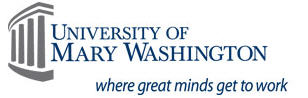 UNIVERSITY OF
MARY WASHINGTON
where great minds get to work